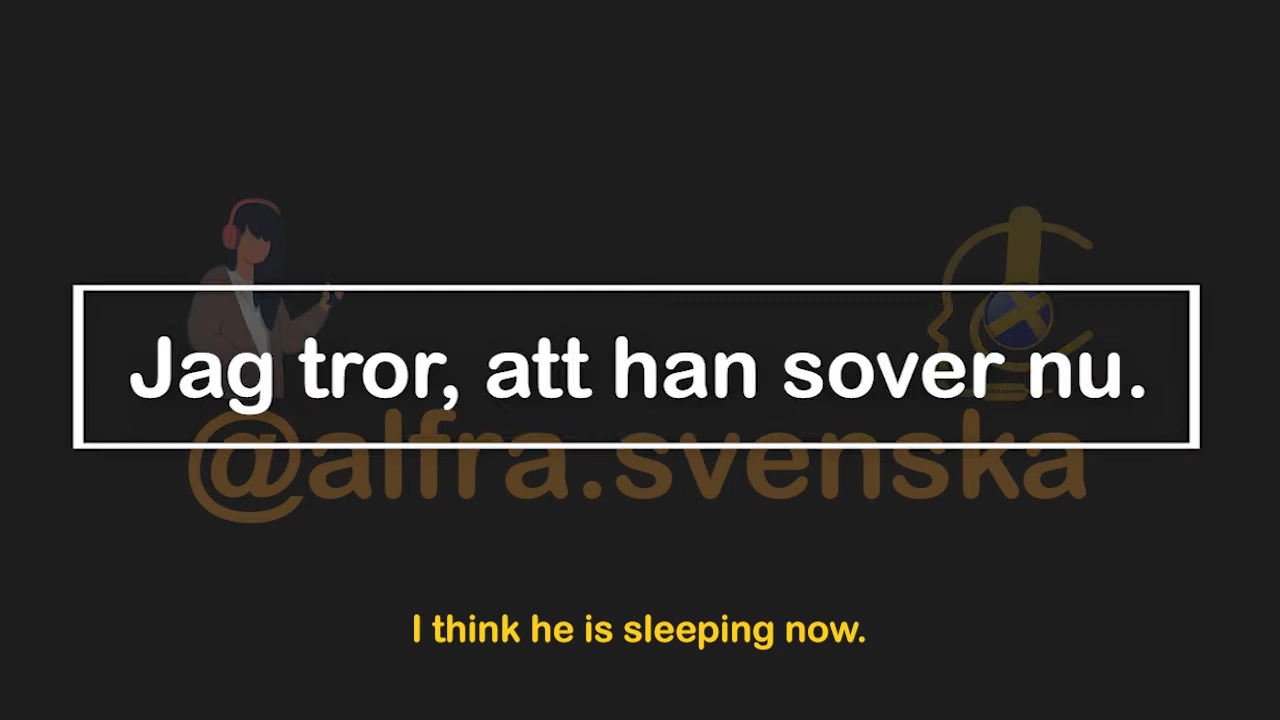 Jag tror, att han sover nu.
@alfra.svenska
I think he is sleeping now.